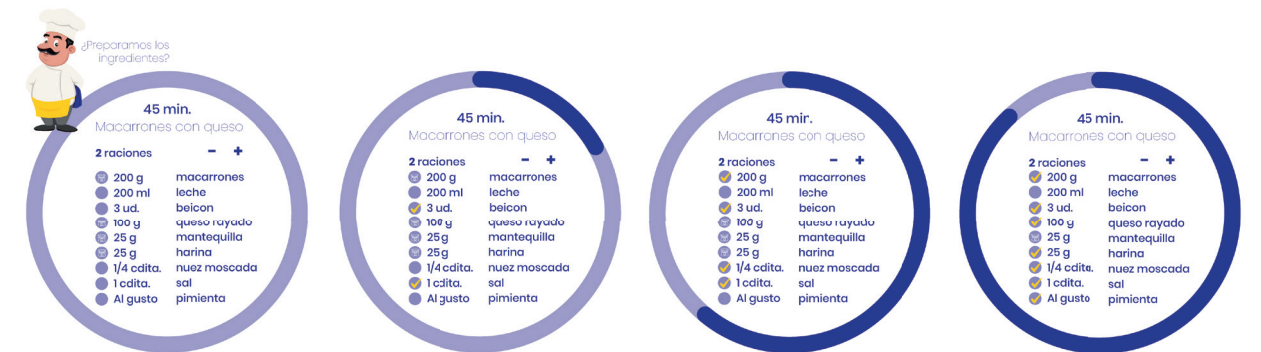 ¿Preparamos los
ingredientes?
45 min.
Macarrones con queso
2 raciones - +
200 g macarrones
200 ml leche
3 ud. beicon
100 g queso rayado
25 g mantequilla
25 g harina
1/4 cdita. nuez moscada
1 cdita. sal
Al gusto pimienta
45 min.
Macarrones con queso
2 raciones - +
200 g macarrones
200 ml leche
3 ud. beicon
100 g queso rayado
25 g mantequilla
25 g harina
1/4 cdita. nuez moscada
1 cdita. sal
Al gusto pimienta
45 min.
Macarrones con queso
2 raciones - +
200 g macarrones
200 ml leche
3 ud. beicon
100 g queso rayado
25 g mantequilla
25 g harina
1/4 cdita. nuez moscada
1 cdita. sal
Al gusto pimienta
45 min.
Macarrones con queso
2 raciones - +
200 g macarrones
200 ml leche
3 ud. beicon
100 g queso rayado
25 g mantequilla
25 g harina
1/4 cdita. nuez moscada
1 cdita. sal
Al gusto pimienta